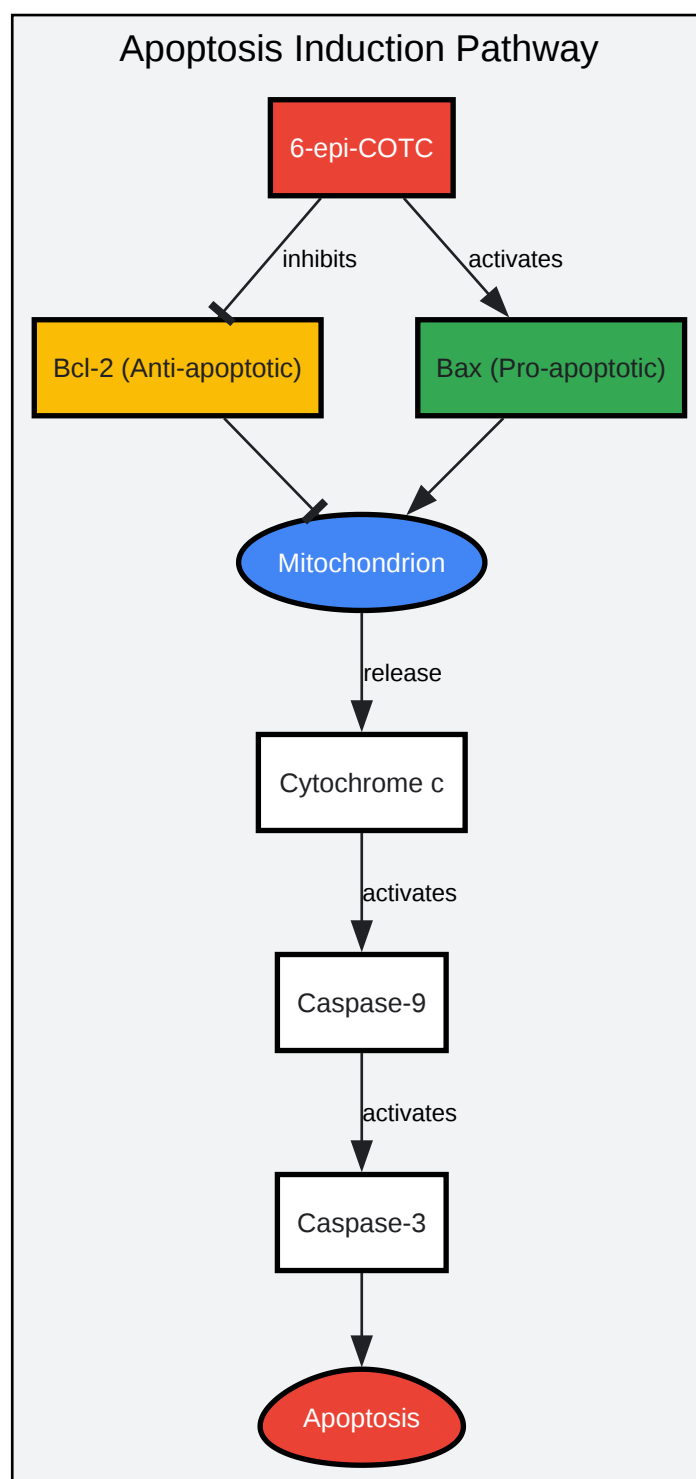 Apoptosis Induction Pathway
6-epi-COTC
inhibits
activates
Bcl-2 (Anti-apoptotic)
Bax (Pro-apoptotic)
Mitochondrion
release
Cytochrome c
activates
Caspase-9
activates
Caspase-3
Apoptosis